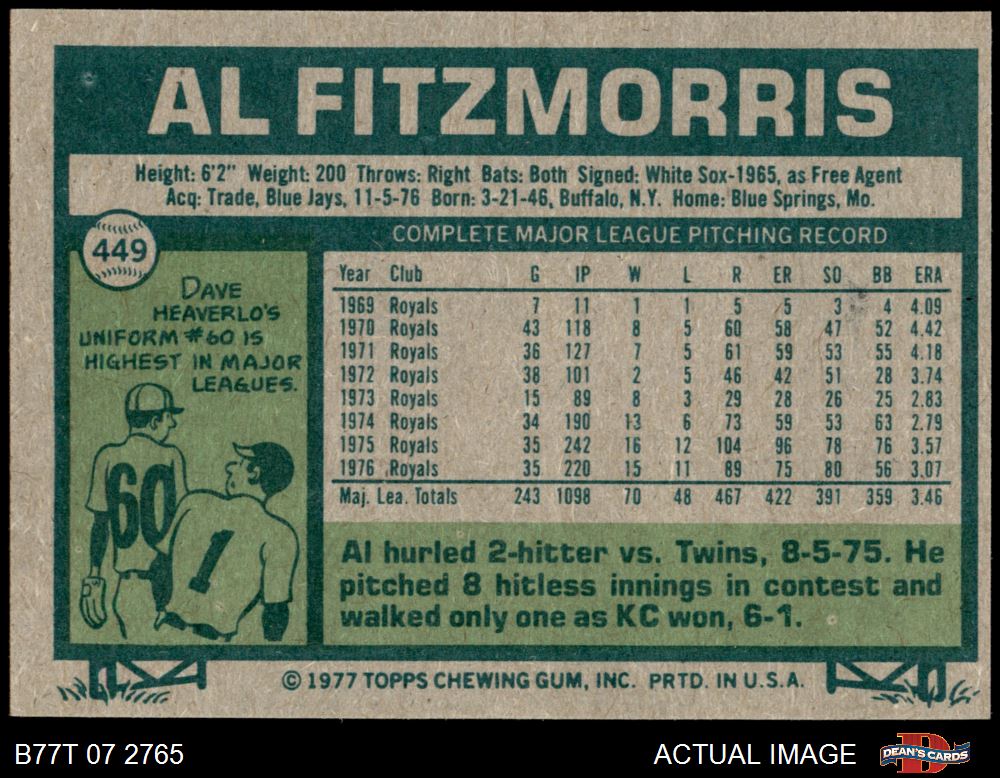 AL FITZMORRIS
Height: 6'2" Weight: 200 Throws: Right Bats: Both Signed: White Sox-1965, as Free Agent
Acq: Trade, Blue Jays, 11-5-76 Born: 3-21-46, Buffalo, N.Y. Home: Blue Springs, Mo.
449
DAVE
HEAVERLO'S
UNIFORM #60 IS
HIGHEST IN MAJOR
LEAGUES.
60
1
COMPLETE MAJOR LEAGUE PITCHING RECORD
Year Club G IP W L R ER SO BB ERA
1969 Royals 7 11 1 1 5 5 3 4 4.09
1970 Royals 43 118 8 5 60 58 47 52 4.42
1971 Royals 36 127 7 5 61 59 53 55 4.18
1972 Royals 38 101 2 5 46 42 51 28 3.74
1973 Royals 15 89 8 3 29 28 26 25 2.83
1974 Royals 34 190 13 6 73 59 53 63 2.79
1975 Royals 35 242 16 12 104 96 78 76 3.57
1976 Royals 35 220 15 11 89 75 80 56 3.07
Maj. Lea. Totals 243 1098 70 48 467 422 391 359 3.46
Al hurled 2-hitter vs. Twins, 8-5-75. He
pitched 8 hitless innings in contest and
walked only one as KC won, 6-1.
© 1977 TOPPS CHEWING GUM, INC. PRTD. IN U.S.A.
B77T 07 2765
ACTUAL IMAGE
DEAN'S CARDS